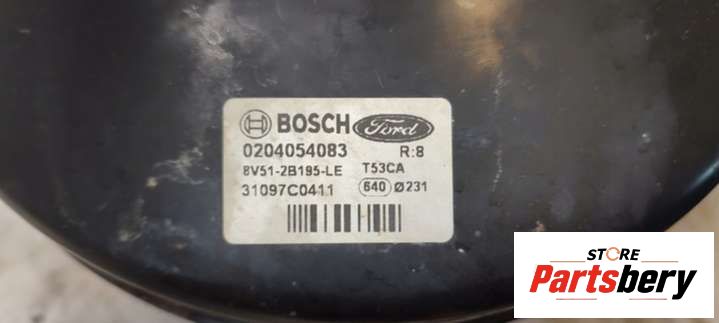 BOSCH Ford
0204054083 R:8
8V51-2B195-LE T53CA
31097C0411 640 Ø231
STORE
Partsbery